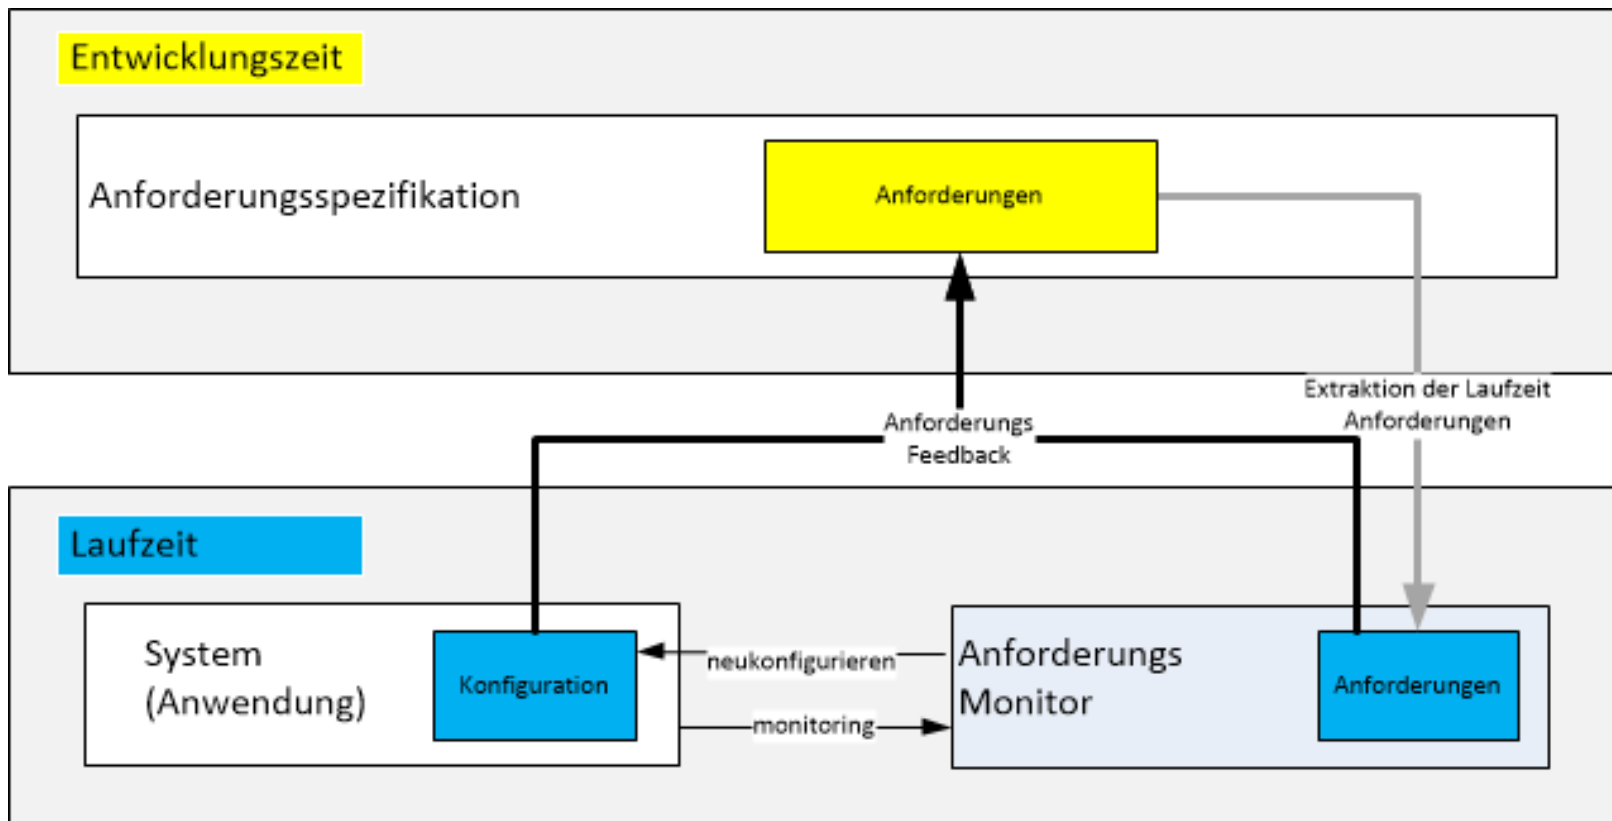 Entwicklungszeit
Anforderungsspezifikation
Anforderungen
Extraktion der Laufzeit
Anforderungen
Anforderungs
Feedback
Laufzeit
System
(Anwendung)
Konfiguration
neukonfigurieren
monitoring
Anforderungs
Monitor
Anforderungen